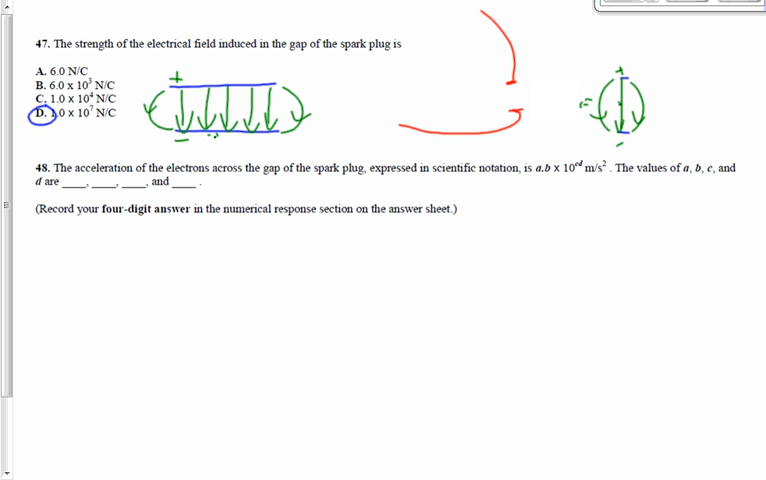 47. The strength of the electrical field induced in the gap of the spark plug is
A. 6.0 N/C
B. 6.0 x 10³ N/C
C. 1.0 x 10⁴ N/C
D. 1.0 x 10⁷ N/C
+
−
+
−
48. The acceleration of the electrons across the gap of the spark plug, expressed in scientific notation, is a.b × 10ᶜᵈ m/s² . The values of a, b, c, and
d are ____, ____, ____, and ____ .
(Record your four-digit answer in the numerical response section on the answer sheet.)